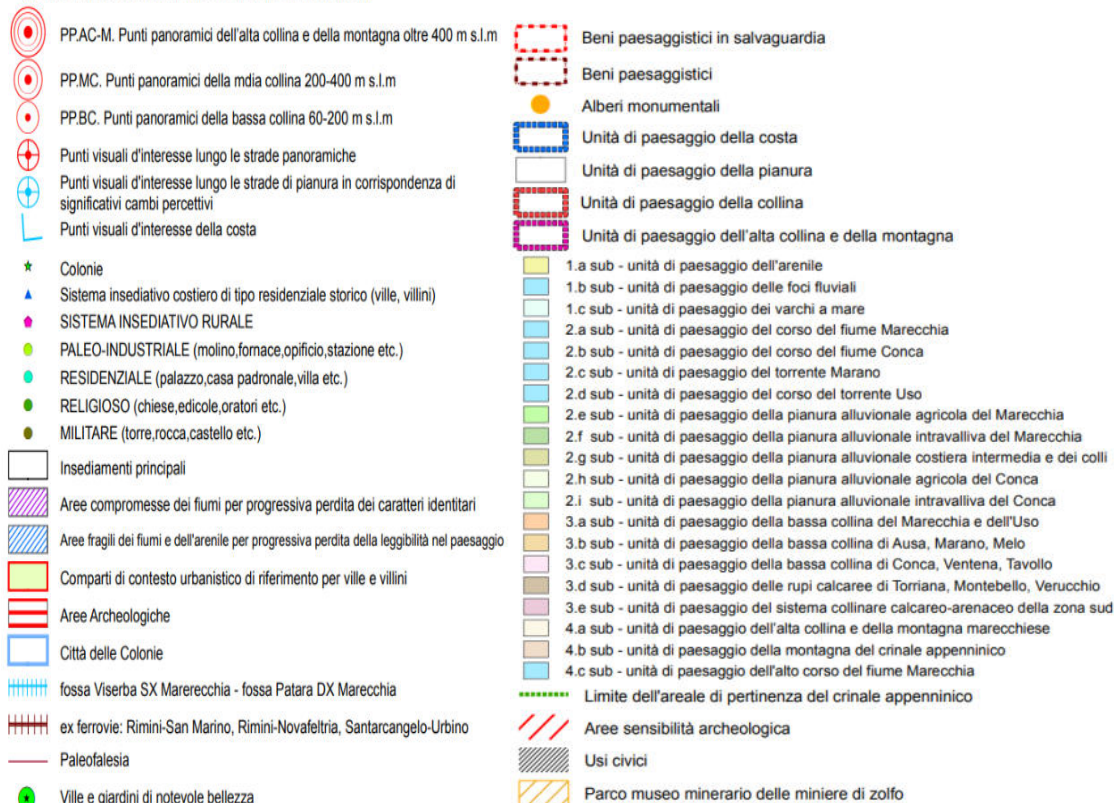 PP.AC-M. Punti panoramici dell'alta collina e della montagna oltre 400 m s.l.m
PP.MC. Punti panoramici della mdia collina 200-400 m s.l.m
PP.BC. Punti panoramici della bassa collina 60-200 m s.l.m
Punti visuali d'interesse lungo le strade panoramiche
Punti visuali d'interesse lungo le strade di pianura in corrispondenza di
significativi cambi percettivi
Punti visuali d'interesse della costa
Colonie
Sistema insediativo costiero di tipo residenziale storico (ville, villini)
SISTEMA INSEDIATIVO RURALE
PALEO-INDUSTRIALE (molino,fornace,opificio,stazione etc.)
RESIDENZIALE (palazzo,casa padronale,villa etc.)
RELIGIOSO (chiese,edicole,oratori etc.)
MILITARE (torre,rocca,castello etc.)
Insediamenti principali
Aree compromesse dei fiumi per progressiva perdita dei caratteri identitari
Aree fragili dei fiumi e dell'arenile per progressiva perdita della leggibilità nel paesaggio
Comparti di contesto urbanistico di riferimento per ville e villini
Aree Archeologiche
Città delle Colonie
fossa Viserba SX Marerecchia - fossa Patara DX Marecchia
ex ferrovie: Rimini-San Marino, Rimini-Novafeltria, Santarcangelo-Urbino
Paleofalesia
Ville e giardini di notevole bellezza
Beni paesaggistici in salvaguardia
Beni paesaggistici
Alberi monumentali
Unità di paesaggio della costa
Unità di paesaggio della pianura
Unità di paesaggio della collina
Unità di paesaggio dell'alta collina e della montagna
1.a sub - unità di paesaggio dell'arenile
1.b sub - unità di paesaggio delle foci fluviali
1.c sub - unità di paesaggio dei varchi a mare
2.a sub - unità di paesaggio del corso del fiume Marecchia
2.b sub - unità di paesaggio del corso del fiume Conca
2.c sub - unità di paesaggio del torrente Marano
2.d sub - unità di paesaggio del corso del torrente Uso
2.e sub - unità di paesaggio della pianura alluvionale agricola del Marecchia
2.f sub - unità di paesaggio della pianura alluvionale intravalliva del Marecchia
2.g sub - unità di paesaggio della pianura alluvionale costiera intermedia e dei colli
2.h sub - unità di paesaggio della pianura alluvionale agricola del Conca
2.i sub - unità di paesaggio della pianura alluvionale intravalliva del Conca
3.a sub - unità di paesaggio della bassa collina del Marecchia e dell'Uso
3.b sub - unità di paesaggio della bassa collina di Ausa, Marano, Melo
3.c sub - unità di paesaggio della bassa collina di Conca, Ventena, Tavollo
3.d sub - unità di paesaggio delle rupi calcaree di Torriana, Montebello, Verucchio
3.e sub - unità di paesaggio del sistema collinare calcareo-arenaceo della zona sud
4.a sub - unità di paesaggio dell'alta collina e della montagna marecchiese
4.b sub - unità di paesaggio della montagna del crinale appenninico
4.c sub - unità di paesaggio dell'alto corso del fiume Marecchia
Limite dell'areale di pertinenza del crinale appenninico
Aree sensibilità archeologica
Usi civici
Parco museo minerario delle miniere di zolfo